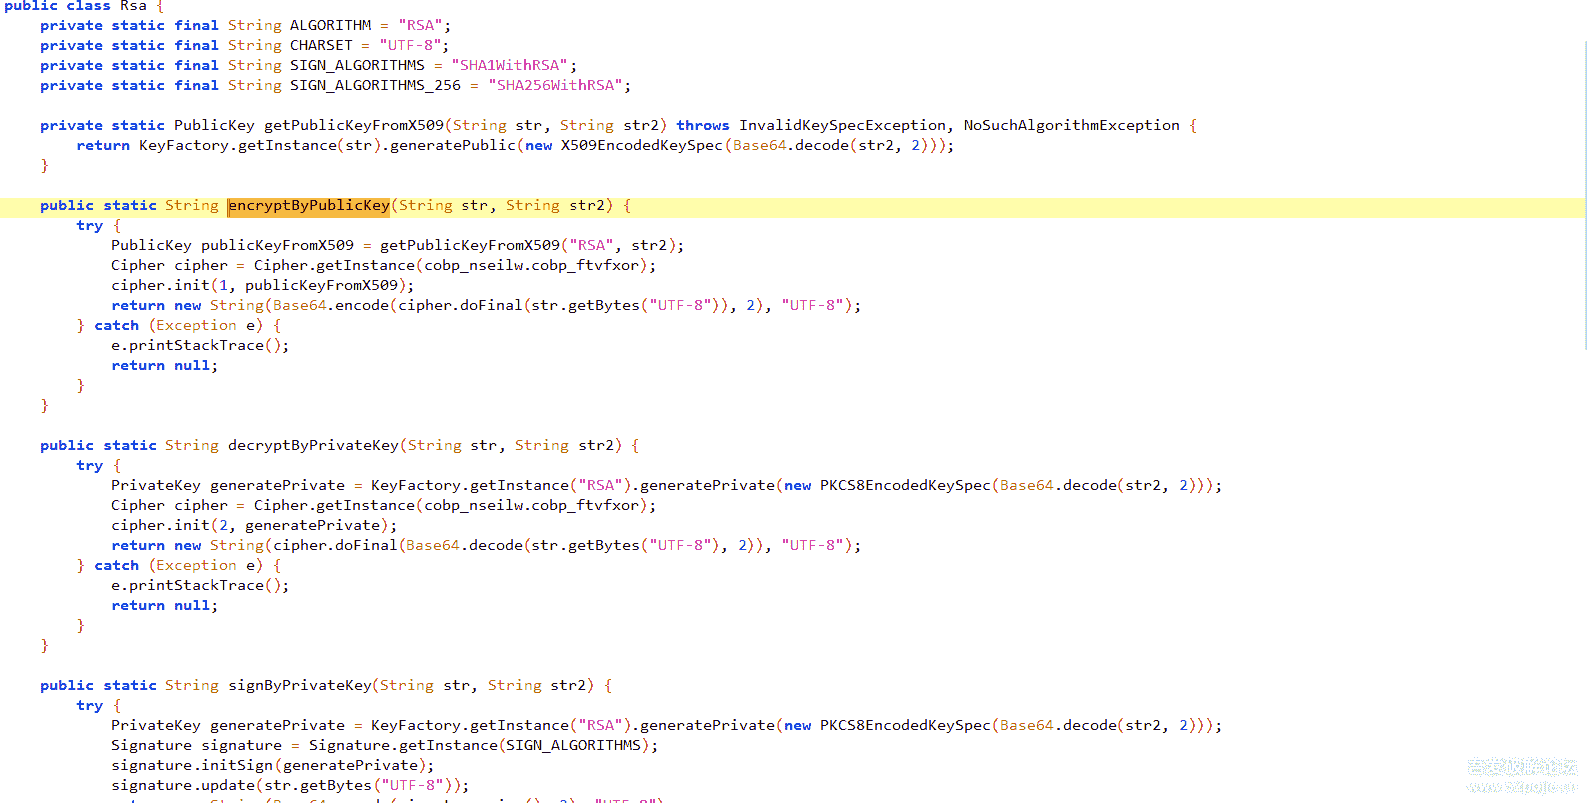 public class Rsa {
private static final String ALGORITHM = "RSA";
private static final String CHARSET = "UTF-8";
private static final String SIGN_ALGORITHMS = "SHA1WithRSA";
private static final String SIGN_ALGORITHMS_256 = "SHA256WithRSA";
private static PublicKey getPublicKeyFromX509(String str, String str2) throws InvalidKeySpecException, NoSuchAlgorithmException {
return KeyFactory.getInstance(str).generatePublic(new X509EncodedKeySpec(Base64.decode(str2, 2)));
}
public static String encryptByPublicKey(String str, String str2) {
try {
PublicKey publicKeyFromX509 = getPublicKeyFromX509("RSA", str2);
Cipher cipher = Cipher.getInstance(cobp_nseilw.cobp_ftvfxor);
cipher.init(1, publicKeyFromX509);
return new String(Base64.encode(cipher.doFinal(str.getBytes("UTF-8")), 2), "UTF-8");
} catch (Exception e) {
e.printStackTrace();
return null;
}
}
public static String decryptByPrivateKey(String str, String str2) {
try {
PrivateKey generatePrivate = KeyFactory.getInstance("RSA").generatePrivate(new PKCS8EncodedKeySpec(Base64.decode(str2, 2)));
Cipher cipher = Cipher.getInstance(cobp_nseilw.cobp_ftvfxor);
cipher.init(2, generatePrivate);
return new String(cipher.doFinal(Base64.decode(str.getBytes("UTF-8"), 2)), "UTF-8");
} catch (Exception e) {
e.printStackTrace();
return null;
}
}
public static String signByPrivateKey(String str, String str2) {
try {
PrivateKey generatePrivate = KeyFactory.getInstance("RSA").generatePrivate(new PKCS8EncodedKeySpec(Base64.decode(str2, 2)));
Signature signature = Signature.getInstance(SIGN_ALGORITHMS);
signature.initSign(generatePrivate);
signature.update(str.getBytes("UTF-8"));